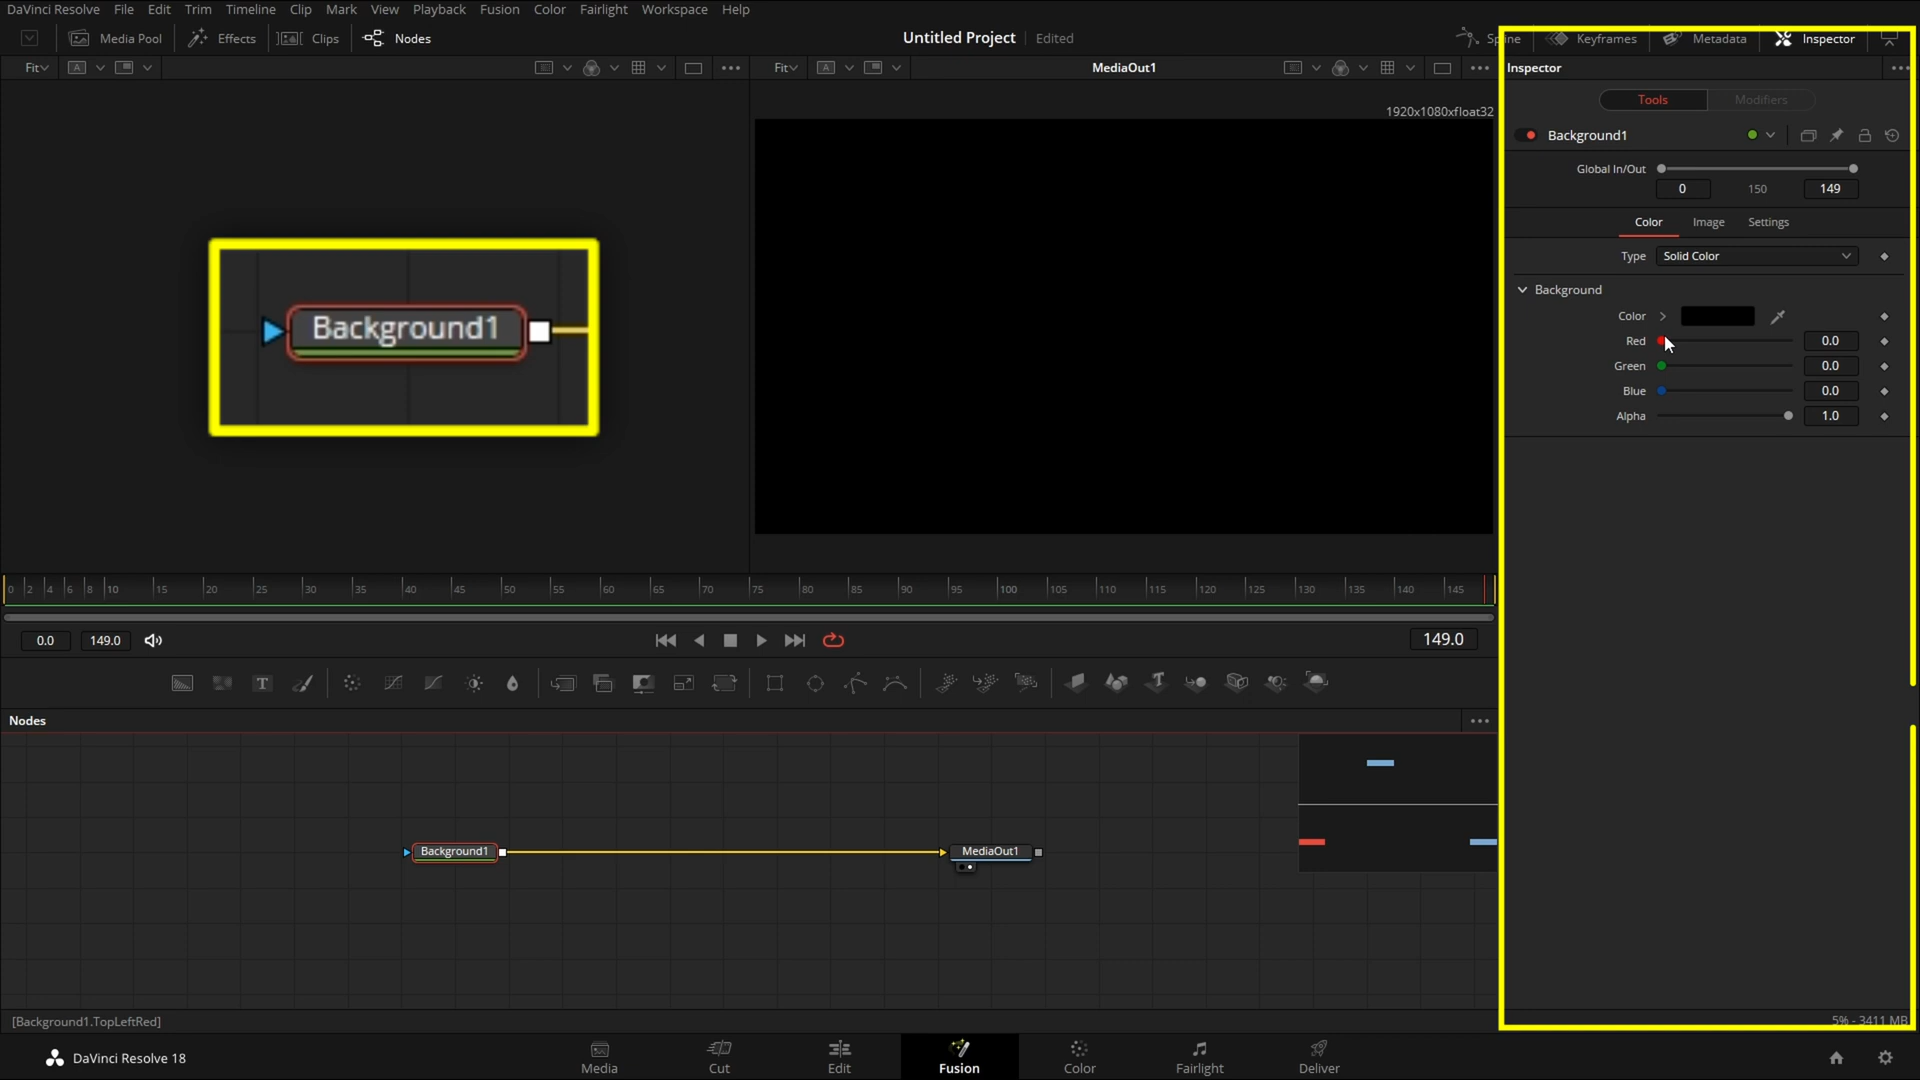 DaVinci Resolve File Edit Trim Timeline Clip Mark View Playback Fusion Color Fairlight Workspace Help
Media Pool Effects Clips Nodes Untitled Project Edited Spline Keyframes Metadata Inspector
Fit A Fit A MediaOut1 Inspector
1920x1080xfloat32
Tools Modifiers
Background1
Global In/Out
0 150 149
Color Image Settings
Type Solid Color
Background
Color
Red 0.0
Green 0.0
Blue 0.0
Alpha 1.0
Background1
0 2 4 6 8 10 15 20 25 30 35 40 45 50 55 60 65 70 75 80 85 90 95 100 105 110 115 120 125 130 135 140 145
0.0 149.0 149.0
T T
Nodes
Background1 MediaOut1
[Background1.TopLeftRed] 5% - 3411 MB
DaVinci Resolve 18 Media Cut Edit Fusion Color Fairlight Deliver